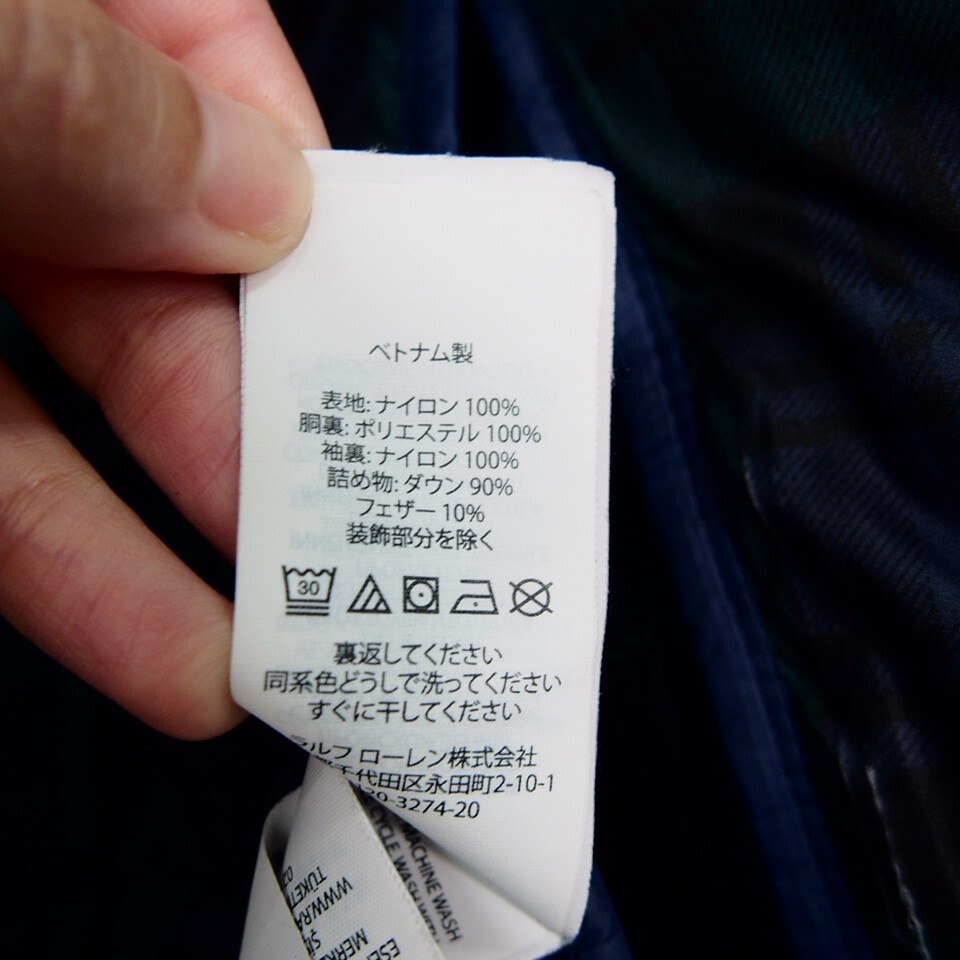 ベトナム製
表地: ナイロン 100%
胴裏: ポリエステル 100%
袖裏: ナイロン 100%
詰め物: ダウン 90%
フェザー 10%
装飾部分を除く
30
裏返してください
同系色どうしで洗ってください
すぐに干してください
ラルフ ローレン株式会社
千代田区永田町2-10-1
3274-20
MACHINE WASH
WASH WITH
TÜKET
WWW.RA